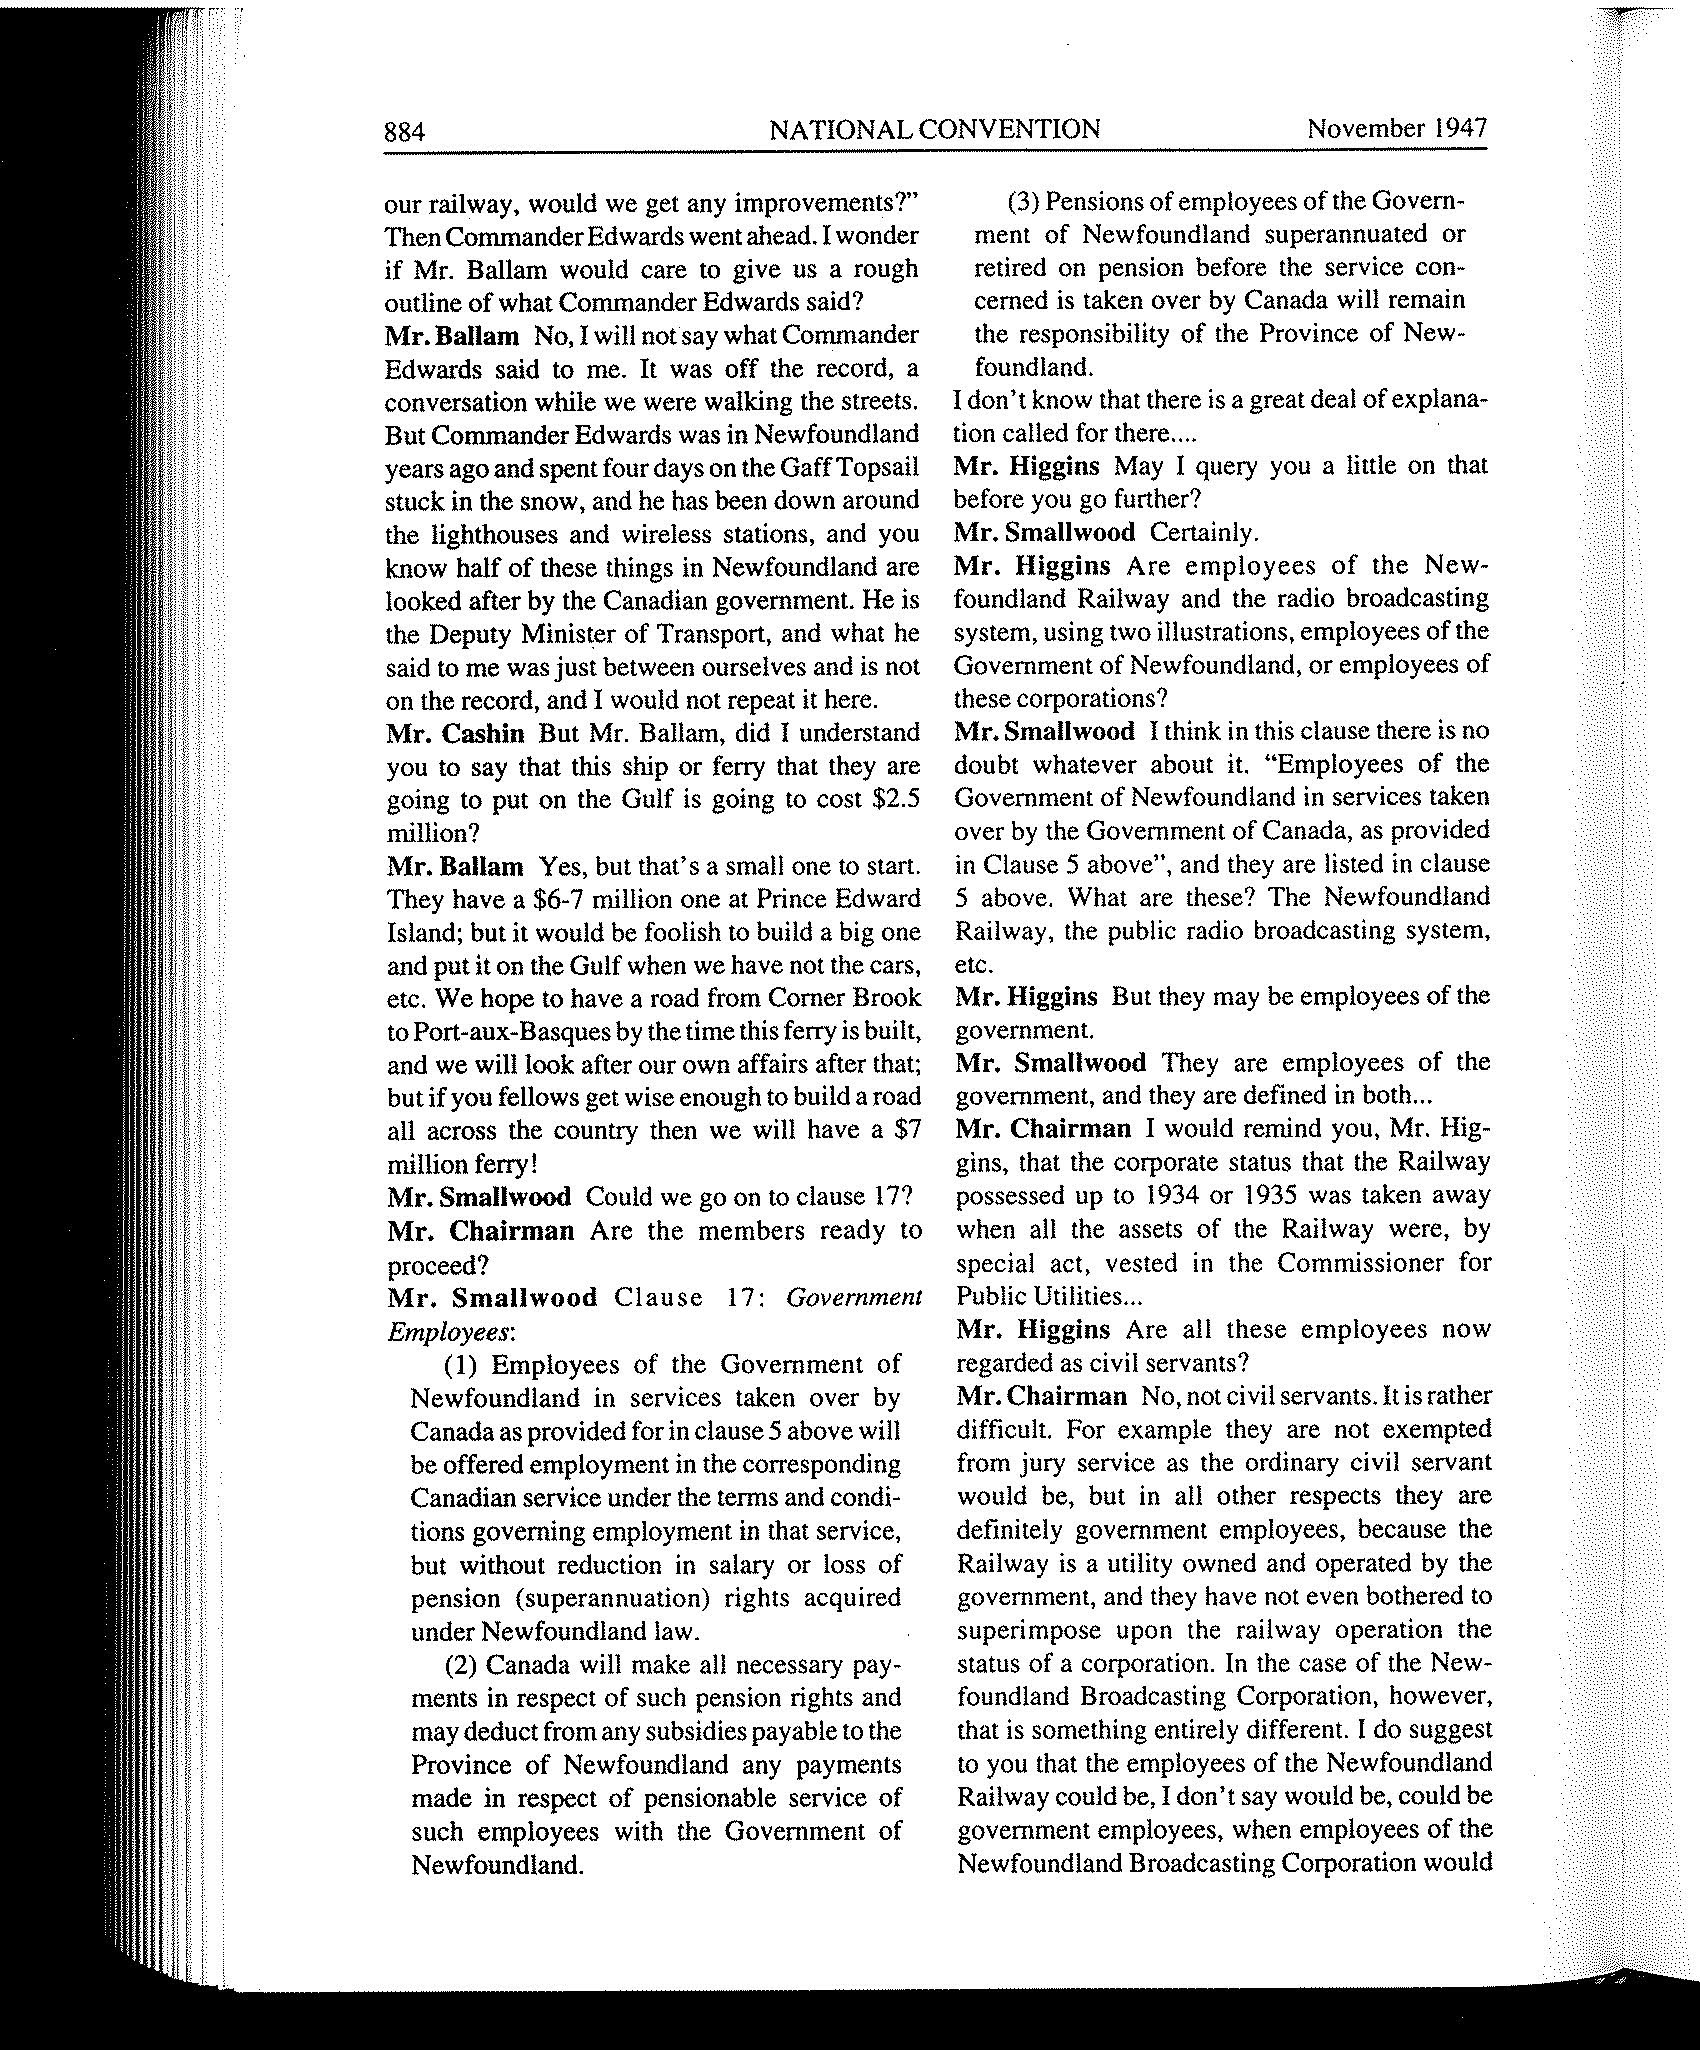 884 NATIONAL CONVENTION November 1947
our railway, would we get any improvements?”
Then Commander Edwards went ahead. I wonder
if Mr. Ballam would care to give us a rough
outline of what Commander Edwards said?
Mr. Ballam No, I will not say what Commander
Edwards said to me. It was off the record, a
conversation while we were walking the streets.
But Commander Edwards was in Newfoundland
years ago and spent four days on the Gaff Topsail
stuck in the snow, and he has been down around
the lighthouses and wireless stations, and you
know half of these things in Newfoundland are
looked after by the Canadian government. He is
the Deputy Minister of Transport, and what he
said to me was just between ourselves and is not
on the record, and I would not repeat it here.
Mr. Cashin But Mr. Ballam, did I understand
you to say that this ship or ferry that they are
going to put on the Gulf is going to cost $2.5
million?
Mr. Ballam Yes, but that's a small one to start.
They have a $6-7 million one at Prince Edward
Island; but it would be foolish to build a big one
and put it on the Gulf when we have not the cars,
etc. We hope to have a road from Corner Brook
to Port-aux-Basques by the time this ferry is built,
and we will look after our own affairs after that;
but if you fellows get wise enough to build a road
all across the country then we will have a $7
million ferry!
Mr. Smallwood Could we go on to clause 17?
Mr. Chairman Are the members ready to
proceed?
Mr. Smallwood Clause 17: Government
Employees:
(1) Employees of the Government of
Newfoundland in services taken over by
Canada as provided for in clause 5 above will
be offered employment in the corresponding
Canadian service under the terms and condi-
tions governing employment in that service,
but without reduction in salary or loss of
pension (superannuation) rights acquired
under Newfoundland law.
(2) Canada will make all necessary pay-
ments in respect of such pension rights and
may deduct from any subsidies payable to the
Province of Newfoundland any payments
made in respect of pensionable service of
such employees with the Government of
Newfoundland.
(3) Pensions of employees of the Govern-
ment of Newfoundland superannuated or
retired on pension before the service con-
cerned is taken over by Canada will remain
the responsibility of the Province of New-
foundland.
I don't know that there is a great deal of explana-
tion called for there....
Mr. Higgins May I query you a little on that
before you go further?
Mr. Smallwood Certainly.
Mr. Higgins Are employees of the New-
foundland Railway and the radio broadcasting
system, using two illustrations, employees of the
Government of Newfoundland, or employees of
these corporations?
Mr. Smallwood I think in this clause there is no
doubt whatever about it. “Employees of the
Government of Newfoundland in services taken
over by the Government of Canada, as provided
in Clause 5 above”, and they are listed in clause
5 above. What are these? The Newfoundland
Railway, the public radio broadcasting system,
etc.
Mr. Higgins But they may be employees of the
government.
Mr. Smallwood They are employees of the
government, and they are defined in both...
Mr. Chairman I would remind you, Mr. Hig-
gins, that the corporate status that the Railway
possessed up to 1934 or 1935 was taken away
when all the assets of the Railway were, by
special act, vested in the Commissioner for
Public Utilities...
Mr. Higgins Are all these employees now
regarded as civil servants?
Mr. Chairman No, not civil servants. It is rather
difficult. For example they are not exempted
from jury service as the ordinary civil servant
would be, but in all other respects they are
definitely government employees, because the
Railway is a utility owned and operated by the
government, and they have not even bothered to
superimpose upon the railway operation the
status of a corporation. In the case of the New-
foundland Broadcasting Corporation, however,
that is something entirely different. I do suggest
to you that the employees of the Newfoundland
Railway could be, I don't say would be, could be
government employees, when employees of the
Newfoundland Broadcasting Corporation would